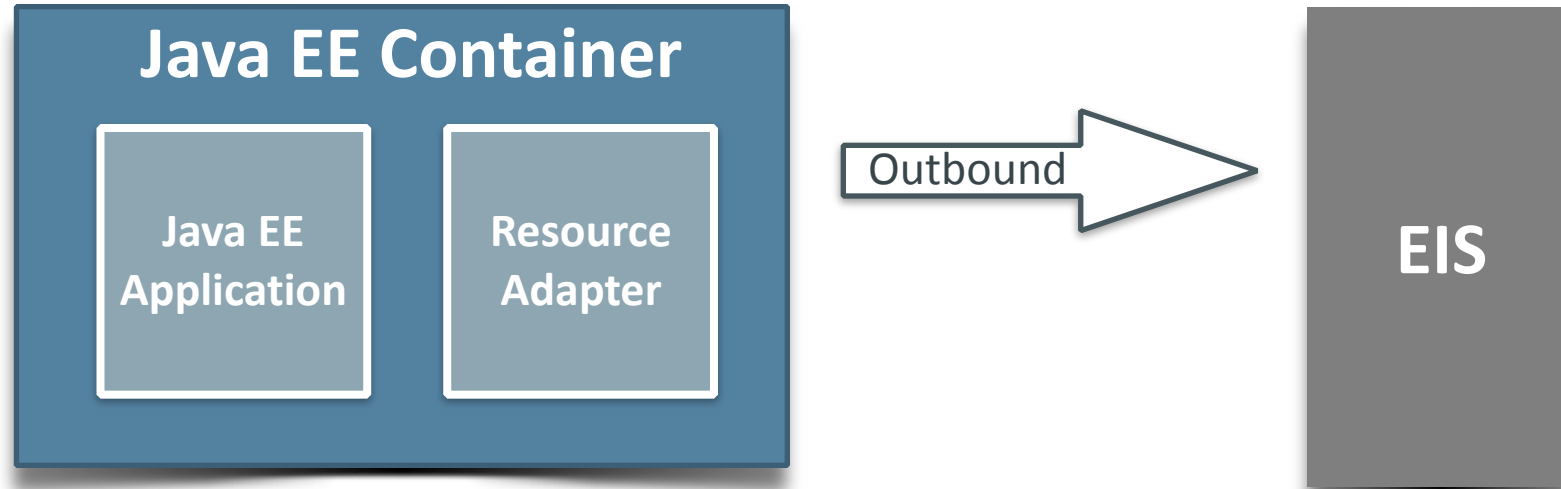 Java EE Container
Java EE
Application
Resource
Adapter
Outbound
EIS